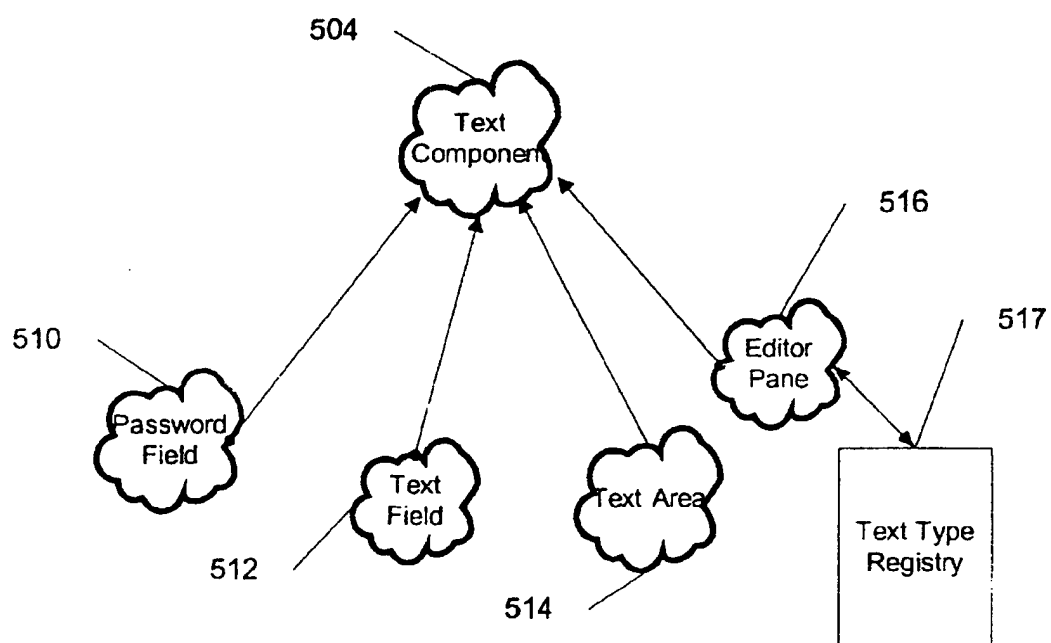 504
Text
Component
516
517
510
Editor
Pane
Password
Field
Text
Field
Text Area
Text Type
Registry
512
514